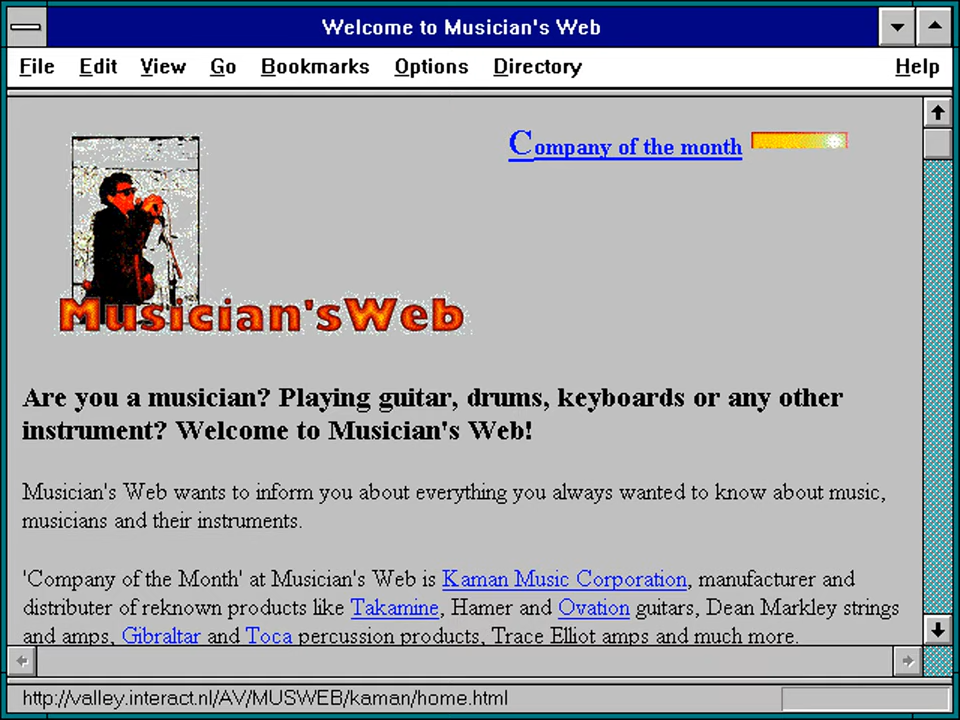 Welcome to Musician's Web
File Edit View Go Bookmarks Options Directory Help
Company of the month
Musician'sWeb
Are you a musician? Playing guitar, drums, keyboards or any other
instrument? Welcome to Musician's Web!
Musician's Web wants to inform you about everything you always wanted to know about music,
musicians and their instruments.
'Company of the Month' at Musician's Web is Kaman Music Corporation, manufacturer and
distributer of reknown products like Takamine, Hamer and Ovation guitars, Dean Markley strings
and amps, Gibraltar and Toca percussion products, Trace Elliot amps and much more.
http://valley.interact.nl/AV/MUSWEB/kaman/home.html